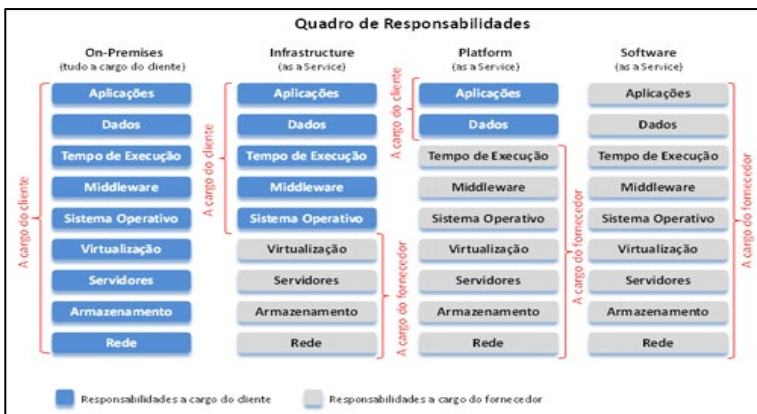 Quadro de Responsabilidades
On-Premises
(tudo a cargo do cliente)
A cargo do cliente
Aplicações
Dados
Tempo de Execução
Middleware
Sistema Operativo
Virtualização
Servidores
Armazenamento
Rede
Infrastructure
(as a Service)
A cargo do cliente
Aplicações
Dados
Tempo de Execução
Middleware
Sistema Operativo
Virtualização
Servidores
Armazenamento
Rede
A cargo do fornecedor
Platform
(as a Service)
A cargo do cliente
Aplicações
Dados
Tempo de Execução
Middleware
Sistema Operativo
Virtualização
Servidores
Armazenamento
Rede
A cargo do fornecedor
Software
(as a Service)
Aplicações
Dados
Tempo de Execução
Middleware
Sistema Operativo
Virtualização
Servidores
Armazenamento
Rede
A cargo do fornecedor
Responsabilidades a cargo do cliente
Responsabilidades a cargo do fornecedor